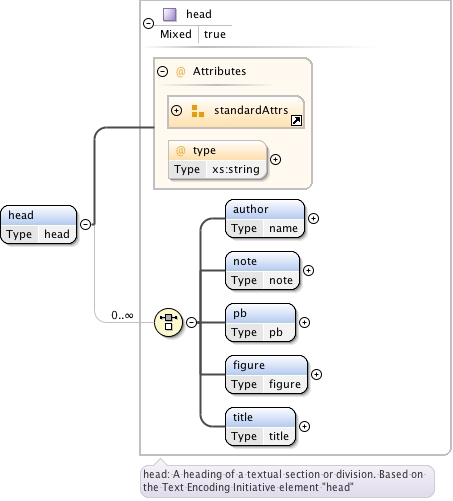 head
Mixed true
@ Attributes
standardAttrs
@ type
Type xs:string
head
Type head
0..∞
author
Type name
note
Type note
pb
Type pb
figure
Type figure
title
Type title
head: A heading of a textual section or division. Based on
the Text Encoding Initiative element "head"